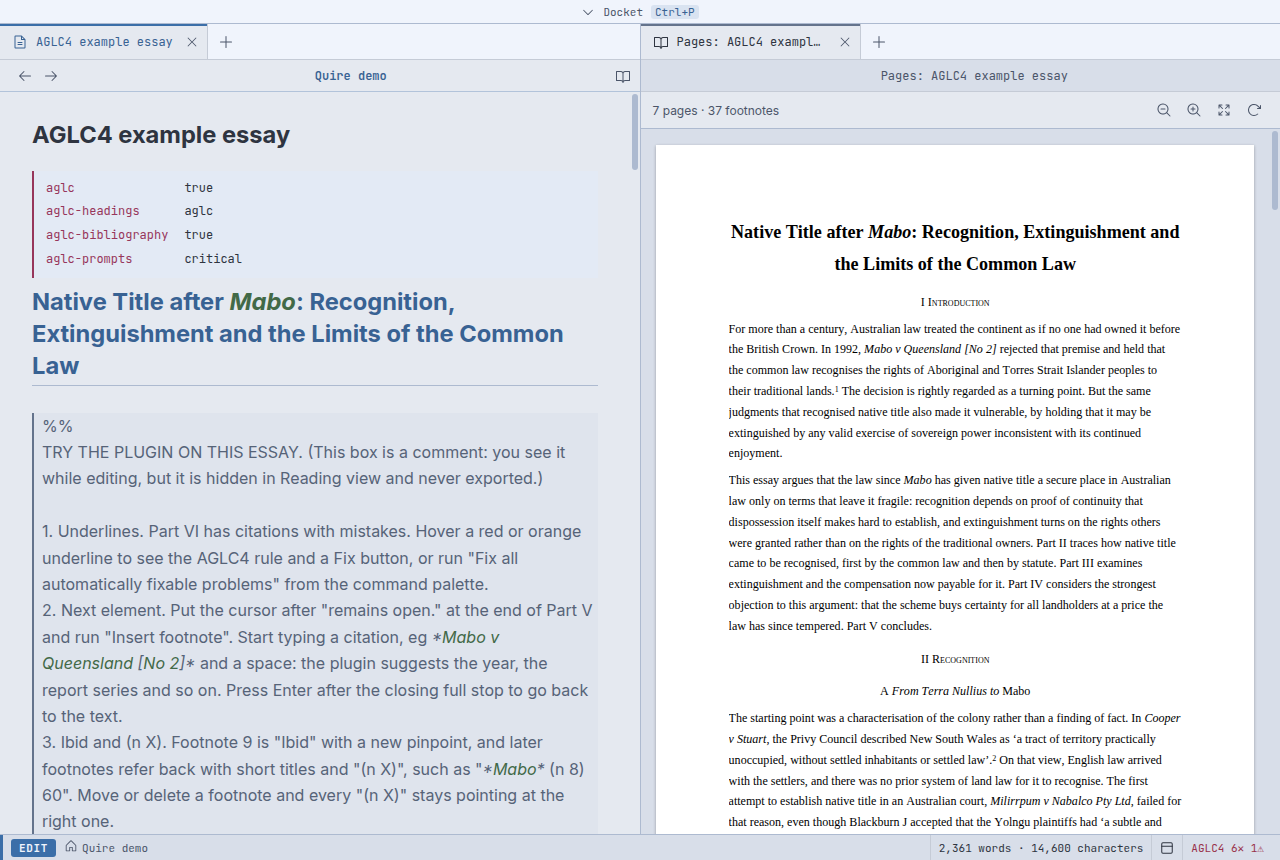 Docket Ctrl+P
AGLC4 example essay
Pages: AGLC4 exampl…
Quire demo
Pages: AGLC4 example essay
7 pages · 37 footnotes
AGLC4 example essay
aglc true
aglc-headings aglc
aglc-bibliography true
aglc-prompts critical
Native Title after Mabo: Recognition,
Extinguishment and the Limits of the Common
Law
%%
TRY THE PLUGIN ON THIS ESSAY. (This box is a comment: you see it
while editing, but it is hidden in Reading view and never exported.)
1. Underlines. Part VI has citations with mistakes. Hover a red or orange
underline to see the AGLC4 rule and a Fix button, or run "Fix all
automatically fixable problems" from the command palette.
2. Next element. Put the cursor after "remains open." at the end of Part V
and run "Insert footnote". Start typing a citation, eg *Mabo v
Queensland [No 2]* and a space: the plugin suggests the year, the
report series and so on. Press Enter after the closing full stop to go back
to the text.
3. Ibid and (n X). Footnote 9 is "Ibid" with a new pinpoint, and later
footnotes refer back with short titles and "(n X)", such as "*Mabo* (n 8)
60". Move or delete a footnote and every "(n X)" stays pointing at the
right one.
Native Title after Mabo: Recognition, Extinguishment and
the Limits of the Common Law
I Introduction
For more than a century, Australian law treated the continent as if no one had owned it before
the British Crown. In 1992, Mabo v Queensland [No 2] rejected that premise and held that
the common law recognises the rights of Aboriginal and Torres Strait Islander peoples to
their traditional lands.¹ The decision is rightly regarded as a turning point. But the same
judgments that recognised native title also made it vulnerable, by holding that it may be
extinguished by any valid exercise of sovereign power inconsistent with its continued
enjoyment.
This essay argues that the law since Mabo has given native title a secure place in Australian
law only on terms that leave it fragile: recognition depends on proof of continuity that
dispossession itself makes hard to establish, and extinguishment turns on the rights others
were granted rather than on the rights of the traditional owners. Part II traces how native title
came to be recognised, first by the common law and then by statute. Part III examines
extinguishment and the compensation now payable for it. Part IV considers the strongest
objection to this argument: that the scheme buys certainty for all landholders at a price the
law has since tempered. Part V concludes.
II Recognition
A From Terra Nullius to Mabo
The starting point was a characterisation of the colony rather than a finding of fact. In Cooper
v Stuart, the Privy Council described New South Wales as ‘a tract of territory practically
unoccupied, without settled inhabitants or settled law’.² On that view, English law arrived
with the settlers, and there was no prior system of land law for it to recognise. The first
attempt to establish native title in an Australian court, Milirrpum v Nabalco Pty Ltd, failed for
that reason, even though Blackburn J accepted that the Yolngu plaintiffs had ‘a subtle and
EDIT Quire demo
2,361 words · 14,600 characters
AGLC4 6× 1⚠